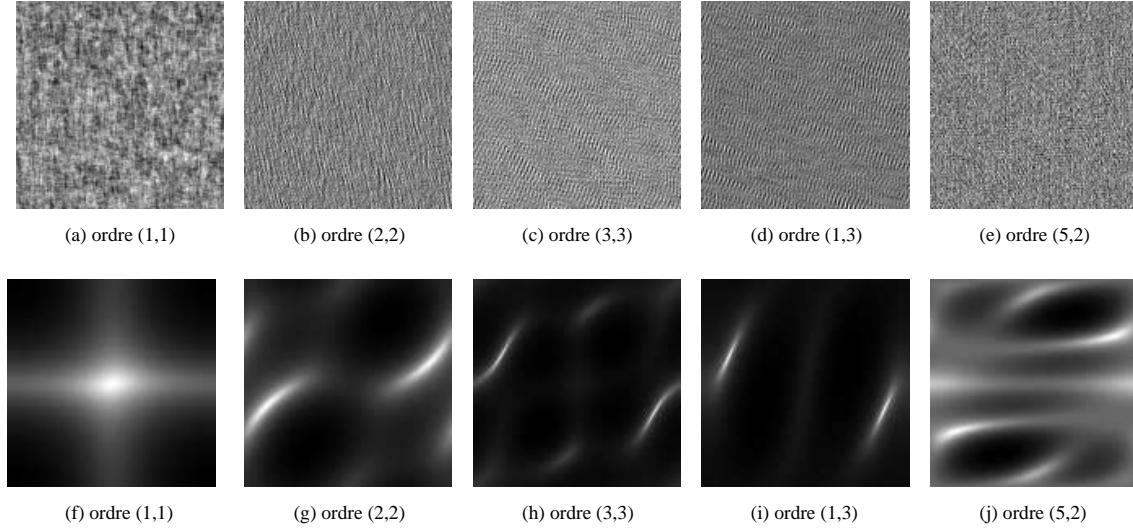 (a) ordre (1,1) (b) ordre (2,2) (c) ordre (3,3) (d) ordre (1,3) (e) ordre (5,2)
(f) ordre (1,1) (g) ordre (2,2) (h) ordre (3,3) (i) ordre (1,3) (j) ordre (5,2)